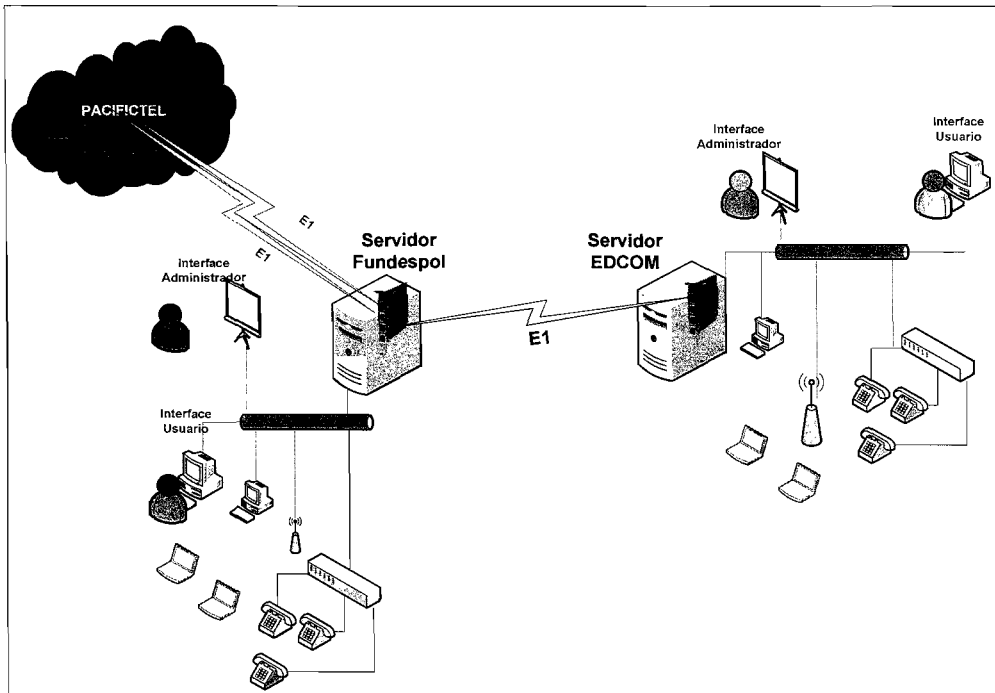 PACIFICTEL
E1
E1
Servidor
Fundespol
Interface
Administrador
Interface
Usuario
E1
Servidor
EDCOM
Interface
Administrador
Interface
Usuario